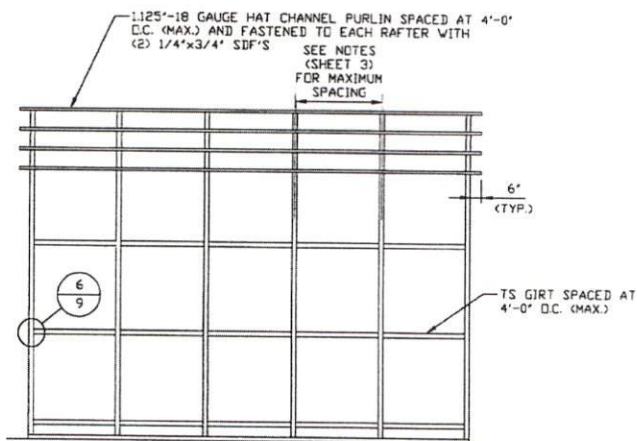 1.125"-18 GAUGE HAT CHANNEL PURLIN SPACED AT 4'-0"
O.C. (MAX.) AND FASTENED TO EACH RAFTER WITH
(2) 1/4"x3/4" SDF'S
SEE NOTES
(SHEET 3)
FOR MAXIMUM
SPACING
6"
(TYP.)
6
9
TS GIRT SPACED AT
4'-0" O.C. (MAX.)